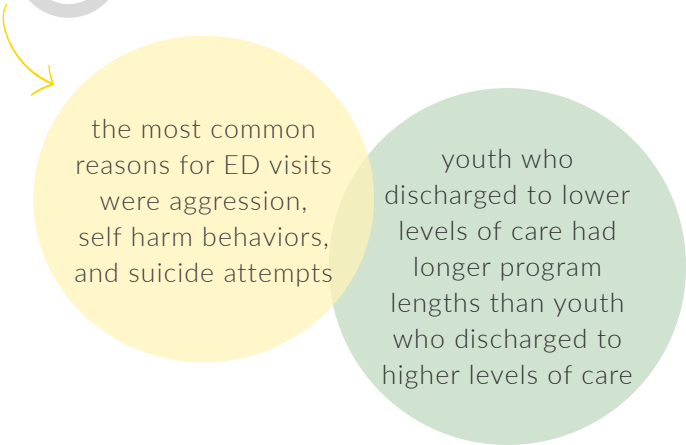 the most common
reasons for ED visits
were aggression,
self harm behaviors,
and suicide attempts
youth who
discharged to lower
levels of care had
longer program
lengths than youth
who discharged to
higher levels of care